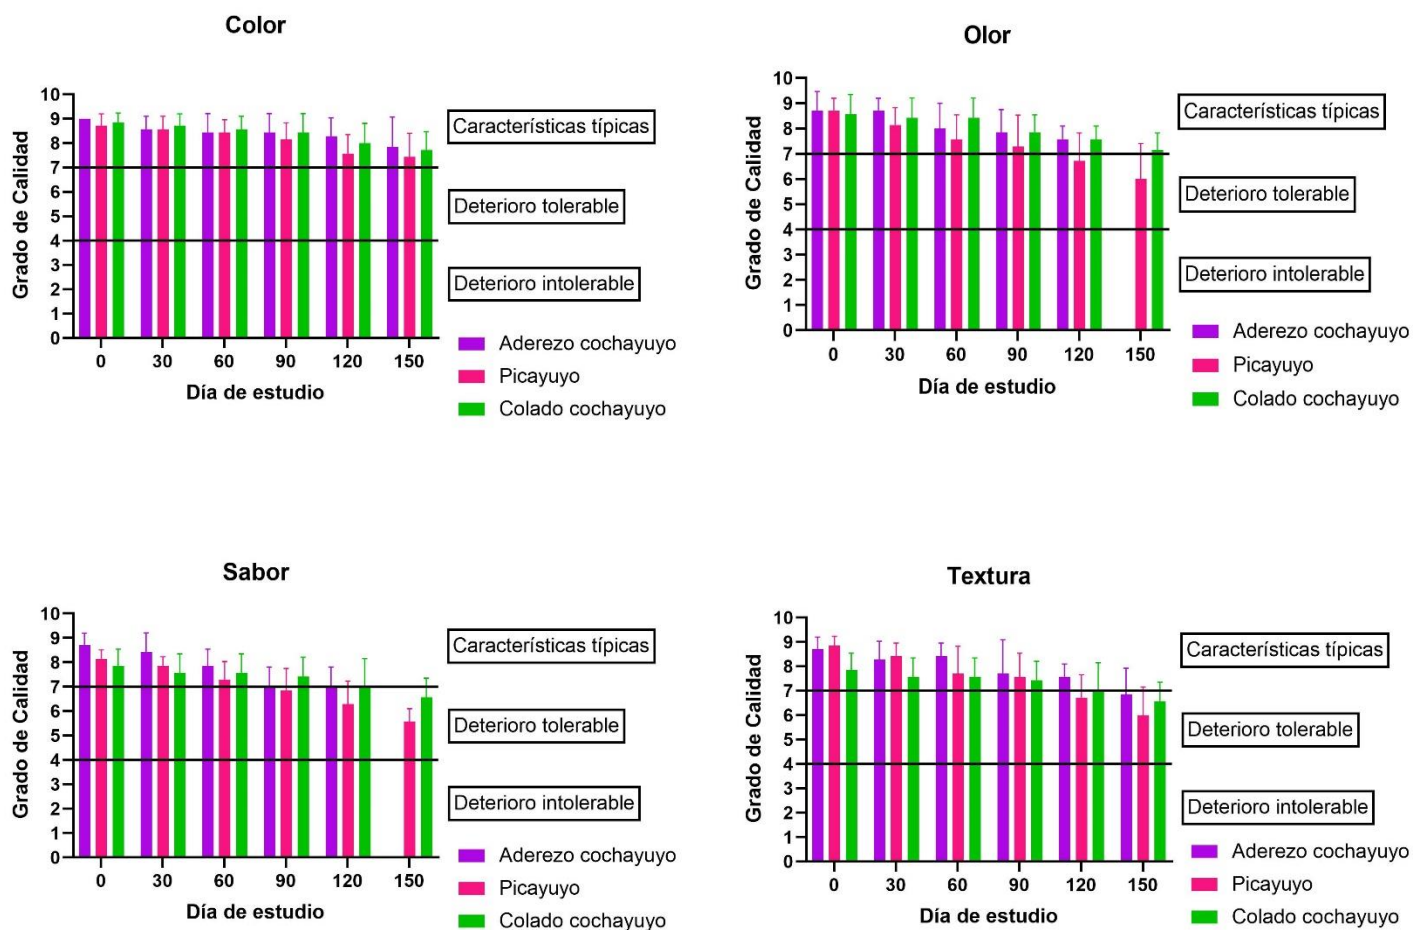 Color
Grado de Calidad
10
9
8
7
6
5
4
3
2
1
0
0 30 60 90 120 150
Día de estudio
Características típicas
Deterioro tolerable
Deterioro intolerable
Aderezo cochayuyo
Picayuyo
Colado cochayuyo
Olor
Grado de Calidad
10
9
8
7
6
5
4
3
2
1
0
0 30 60 90 120 150
Día de estudio
Características típicas
Deterioro tolerable
Deterioro intolerable
Aderezo cochayuyo
Picayuyo
Colado cochayuyo
Sabor
Grado de Calidad
10
9
8
7
6
5
4
3
2
1
0
0 30 60 90 120 150
Día de estudio
Características típicas
Deterioro tolerable
Deterioro intolerable
Aderezo cochayuyo
Picayuyo
Colado cochayuyo
Textura
Grado de Calidad
10
9
8
7
6
5
4
3
2
1
0
0 30 60 90 120 150
Día de estudio
Características típicas
Deterioro tolerable
Deterioro intolerable
Aderezo cochayuyo
Picayuyo
Colado cochayuyo